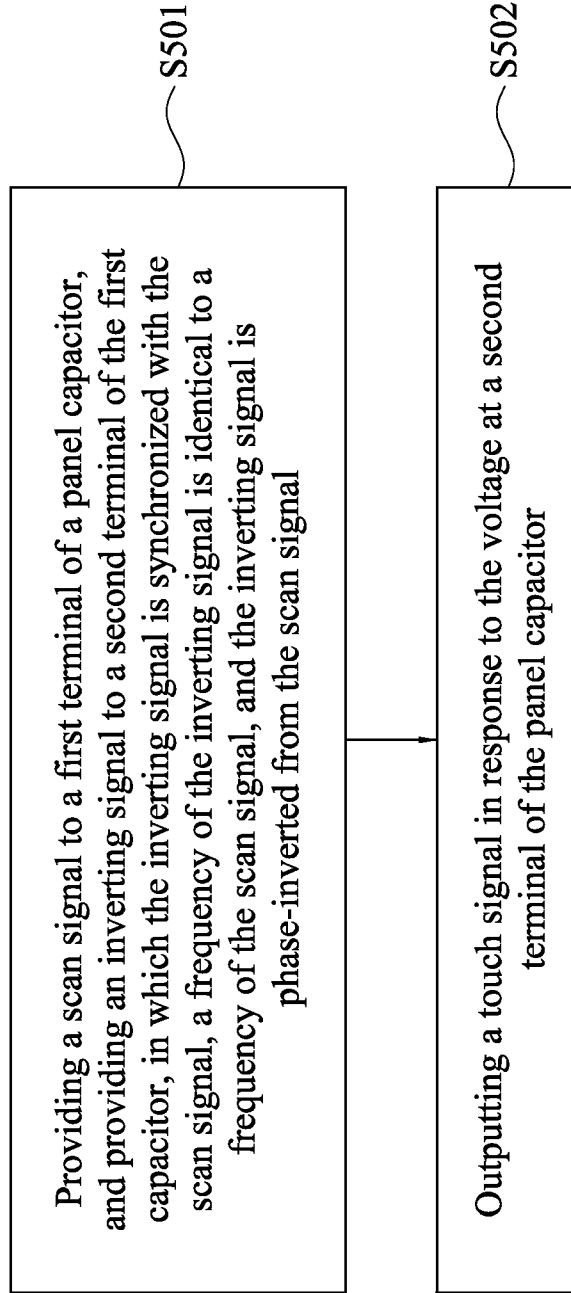 Providing a scan signal to a first terminal of a panel capacitor,
and providing an inverting signal to a second terminal of the first
capacitor, in which the inverting signal is synchronized with the
scan signal, a frequency of the inverting signal is identical to a
frequency of the scan signal, and the inverting signal is
phase-inverted from the scan signal
S501
Outputting a touch signal in response to the voltage at a second
terminal of the panel capacitor
S502